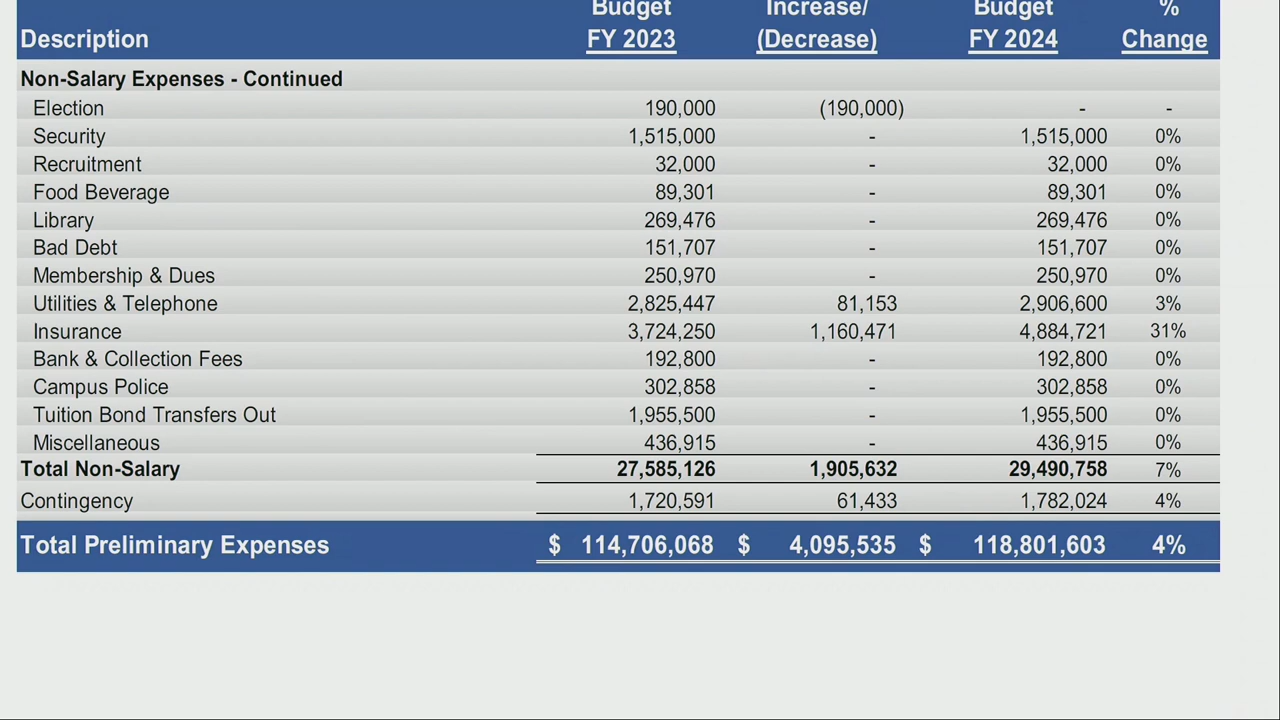 Budget Increase/ Budget %
Description FY 2023 (Decrease) FY 2024 Change
Non-Salary Expenses - Continued
Election 190,000 (190,000) - -
Security 1,515,000 - 1,515,000 0%
Recruitment 32,000 - 32,000 0%
Food Beverage 89,301 - 89,301 0%
Library 269,476 - 269,476 0%
Bad Debt 151,707 - 151,707 0%
Membership & Dues 250,970 - 250,970 0%
Utilities & Telephone 2,825,447 81,153 2,906,600 3%
Insurance 3,724,250 1,160,471 4,884,721 31%
Bank & Collection Fees 192,800 - 192,800 0%
Campus Police 302,858 - 302,858 0%
Tuition Bond Transfers Out 1,955,500 - 1,955,500 0%
Miscellaneous 436,915 - 436,915 0%
Total Non-Salary 27,585,126 1,905,632 29,490,758 7%
Contingency 1,720,591 61,433 1,782,024 4%
Total Preliminary Expenses $ 114,706,068 $ 4,095,535 $ 118,801,603 4%